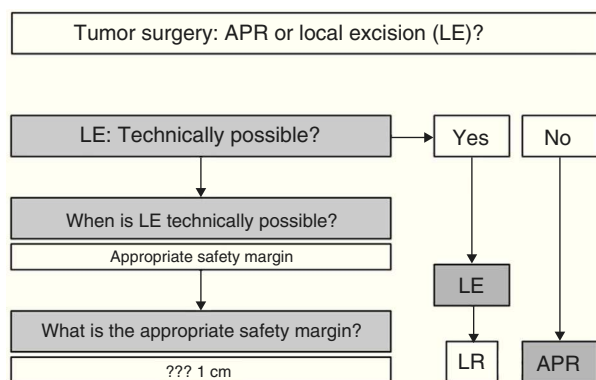 Tumor surgery: APR or local excision (LE)?
LE: Technically possible?
Yes
No
When is LE technically possible?
Appropriate safety margin
LE
What is the appropriate safety margin?
LR
APR
??? 1 cm